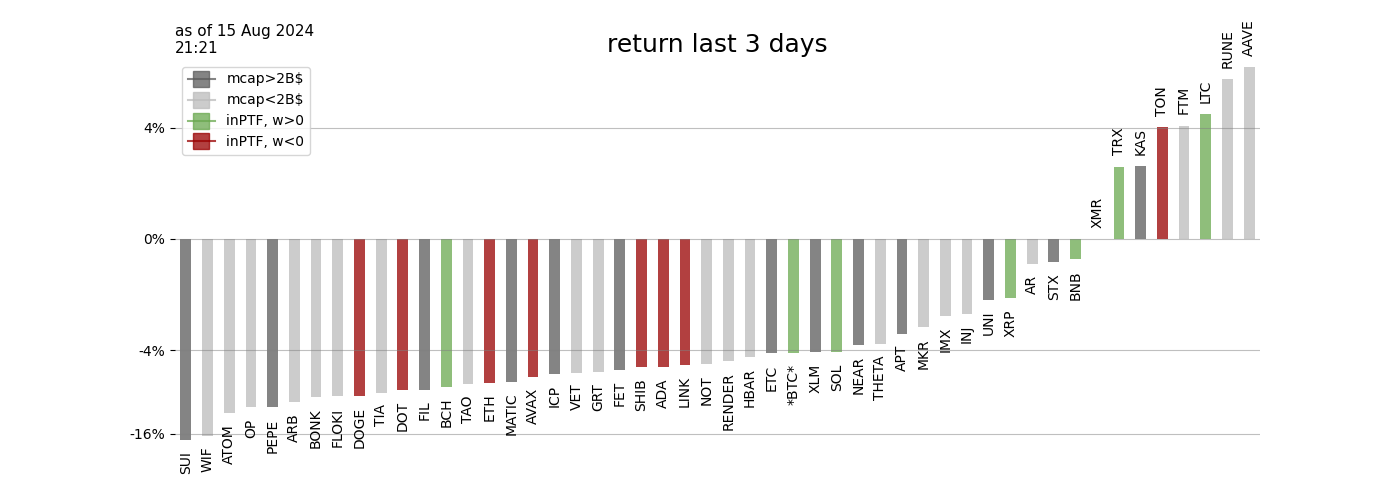 as of 15 Aug 2024
21:21
return last 3 days
mcap>2B$
mcap<2B$
inPTF, w>0
inPTF, w<0
4%
0%
-4%
-16%
SUI
WIF
ATOM
OP
PEPE
ARB
BONK
FLOKI
DOGE
TIA
DOT
FIL
BCH
TAO
ETH
MATIC
AVAX
ICP
VET
GRT
FET
SHIB
ADA
LINK
NOT
RENDER
HBAR
ETC
*BTC*
XLM
SOL
NEAR
THETA
APT
MKR
IMX
INJ
UNI
XRP
AR
STX
BNB
XMR
TRX
KAS
TON
FTM
LTC
RUNE
AAVE